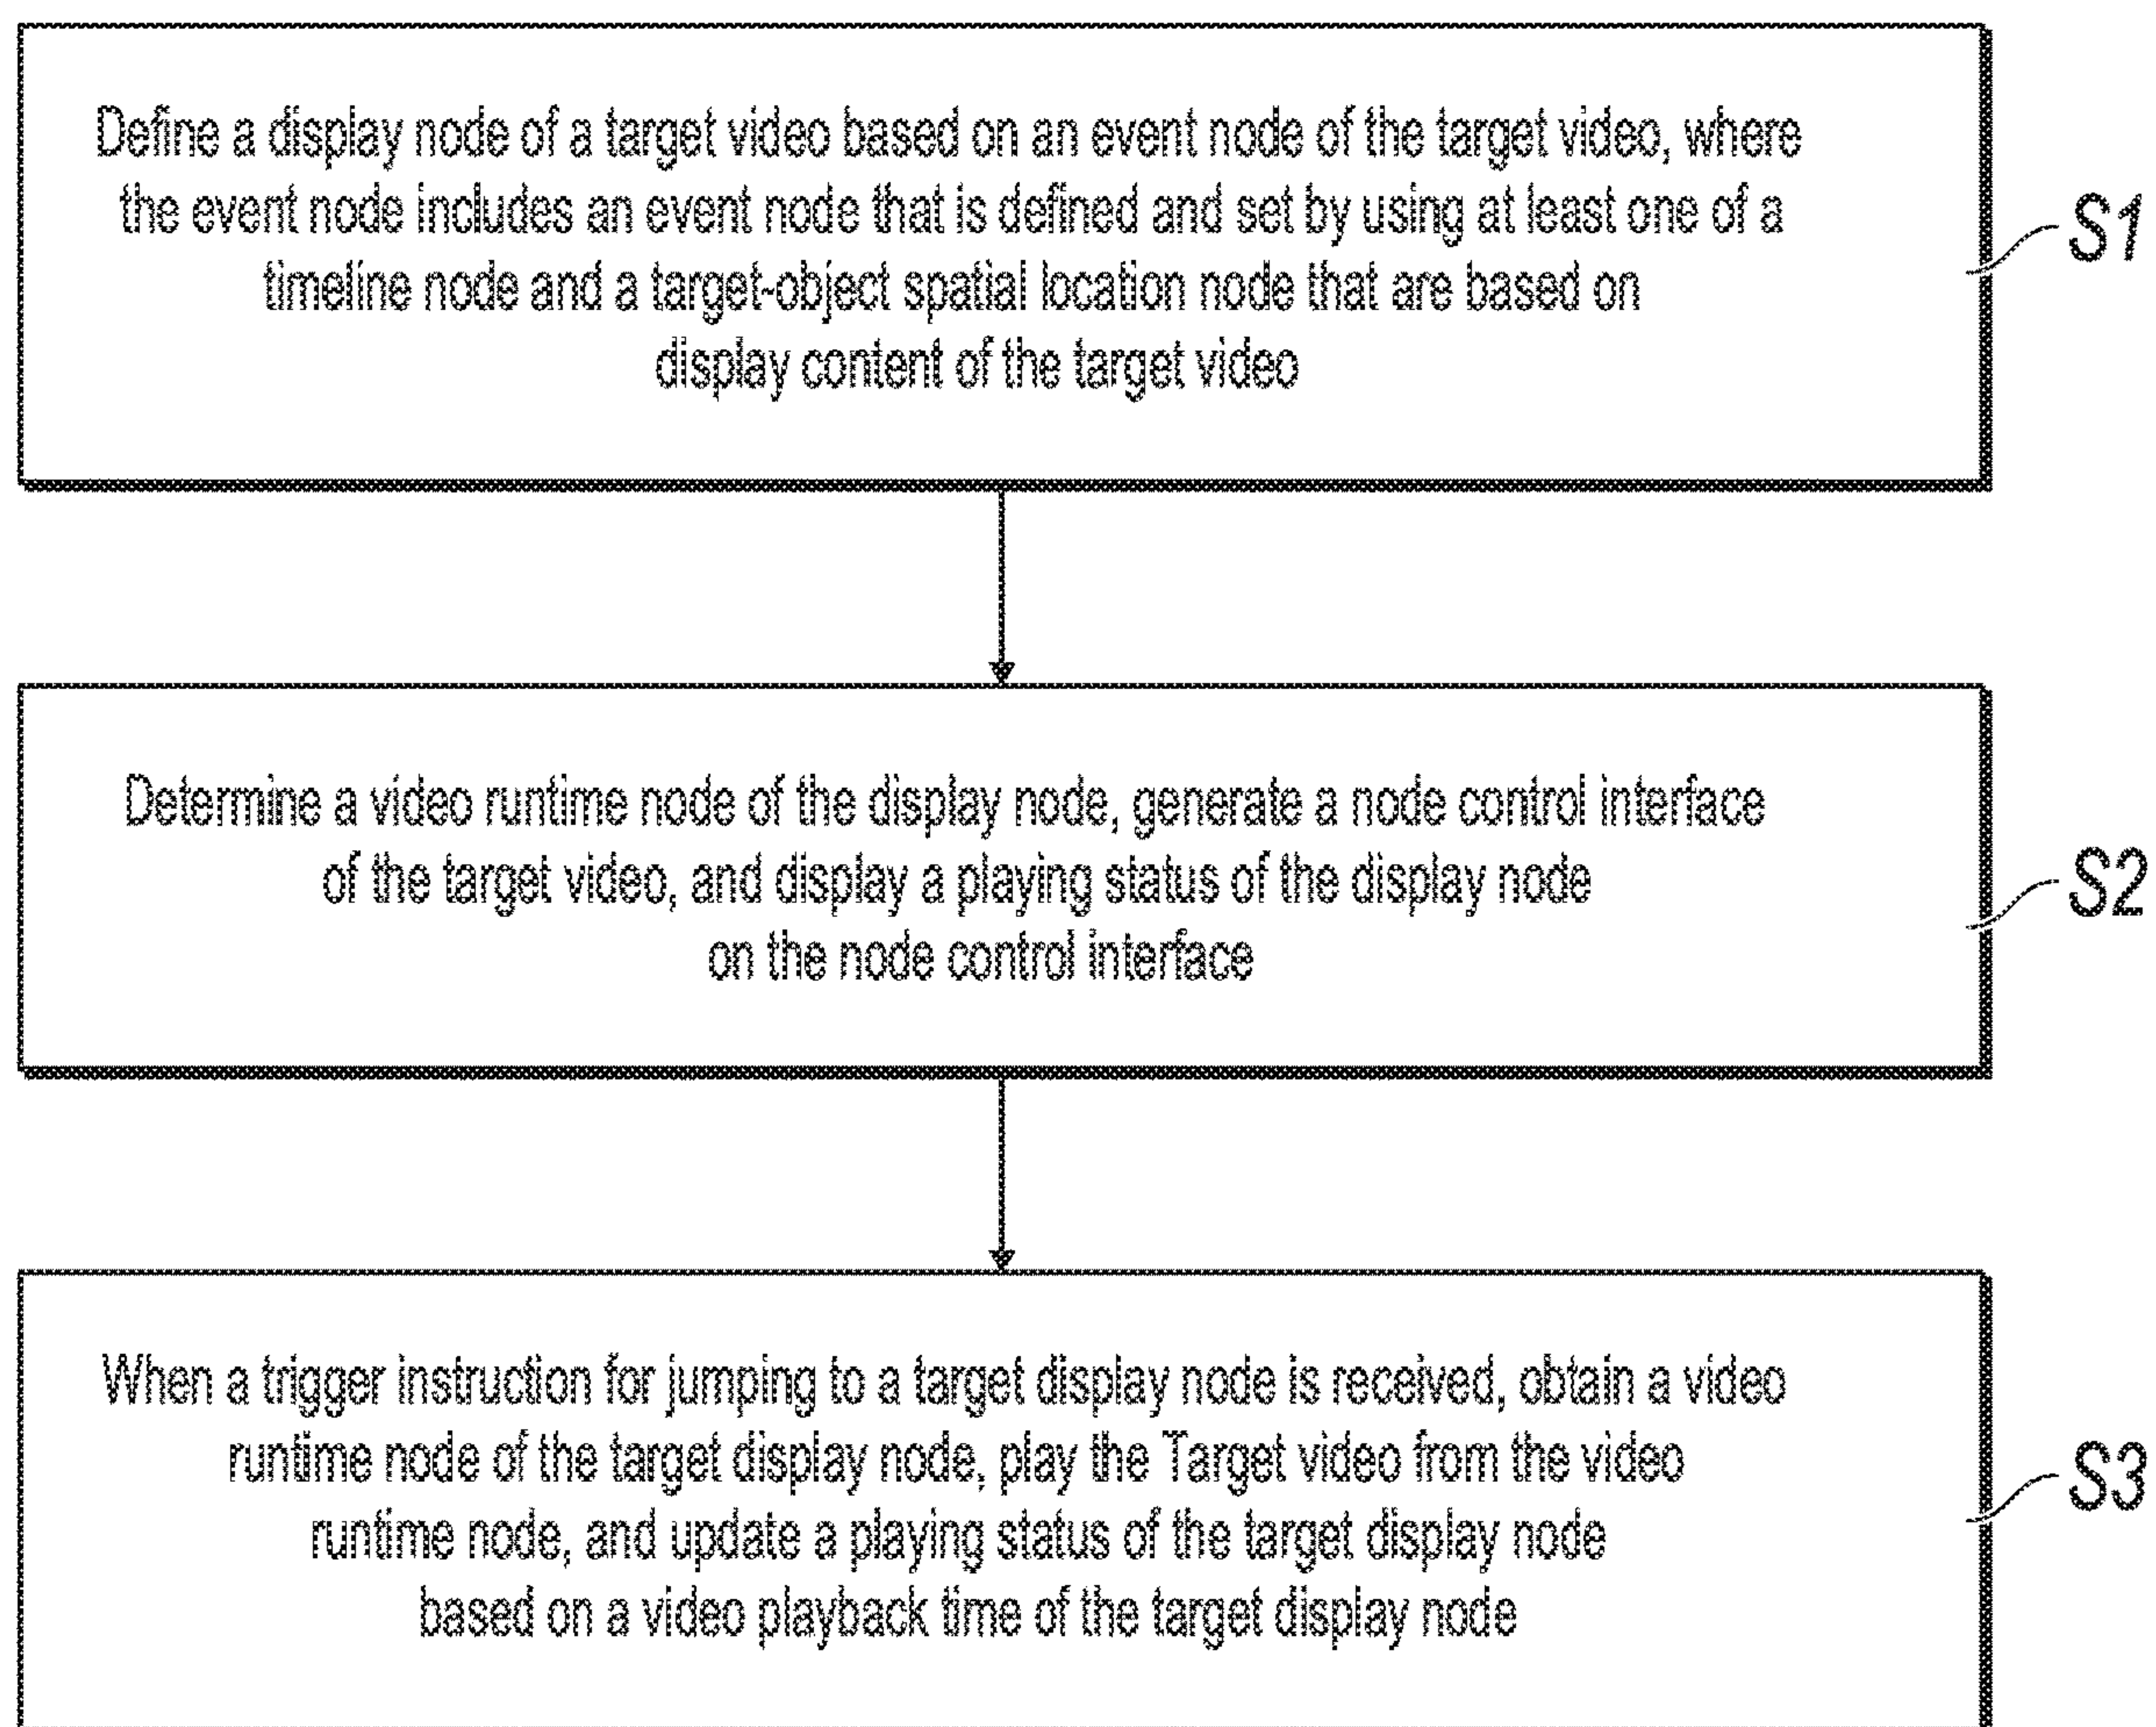 Define a display node of a target video based on an event node of the target video, where
the event node includes an event node that is defined and set by using at least one of a
timeline node and a target-object spatial location node that are based on
display content of the target video
S1
Determine a video runtime node of the display node, generate a node control interface
of the target video, and display a playing status of the display node
on the node control interface
S2
When a trigger instruction for jumping to a target display node is received, obtain a video
runtime node of the target display node, play the Target video from the video
runtime node, and update a playing status of the target display node
based on a video playback time of the target display node
S3